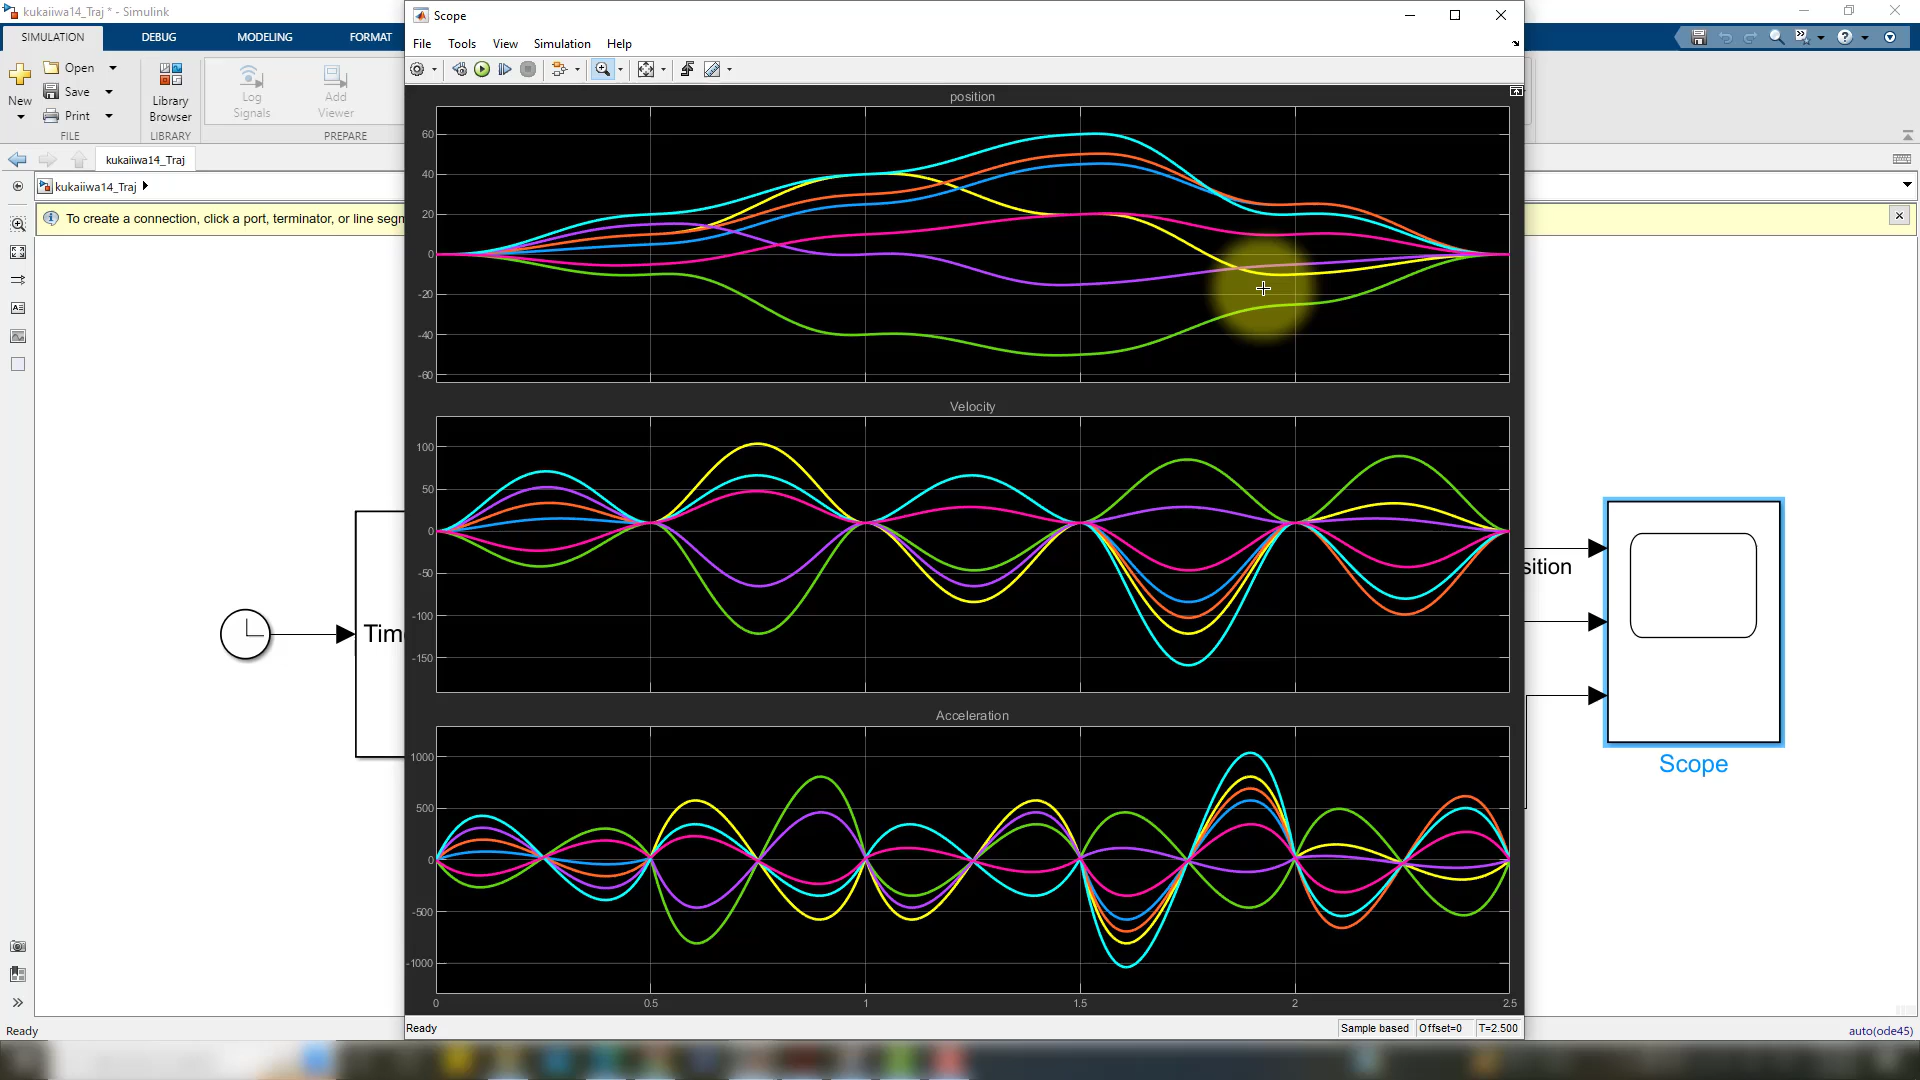 kukaiiwa14_Traj * - Simulink
SIMULATION
DEBUG
MODELING
FORMAT
New
Open
Save
Print
FILE
Library
Browser
LIBRARY
Log
Signals
Add
Viewer
PREPARE
kukaiiwa14_Traj
kukaiiwa14_Traj
To create a connection, click a port, terminator, or line segn
Scope
File Tools View Simulation Help
position
60
40
20
0
-20
-40
-60
Velocity
100
50
0
-50
-100
-150
Acceleration
1000
500
0
-500
-1000
0 0.5 1 1.5 2 2.5
Ready
Sample based Offset=0 T=2.500
Tim
sition
Scope
Ready
auto(ode45)